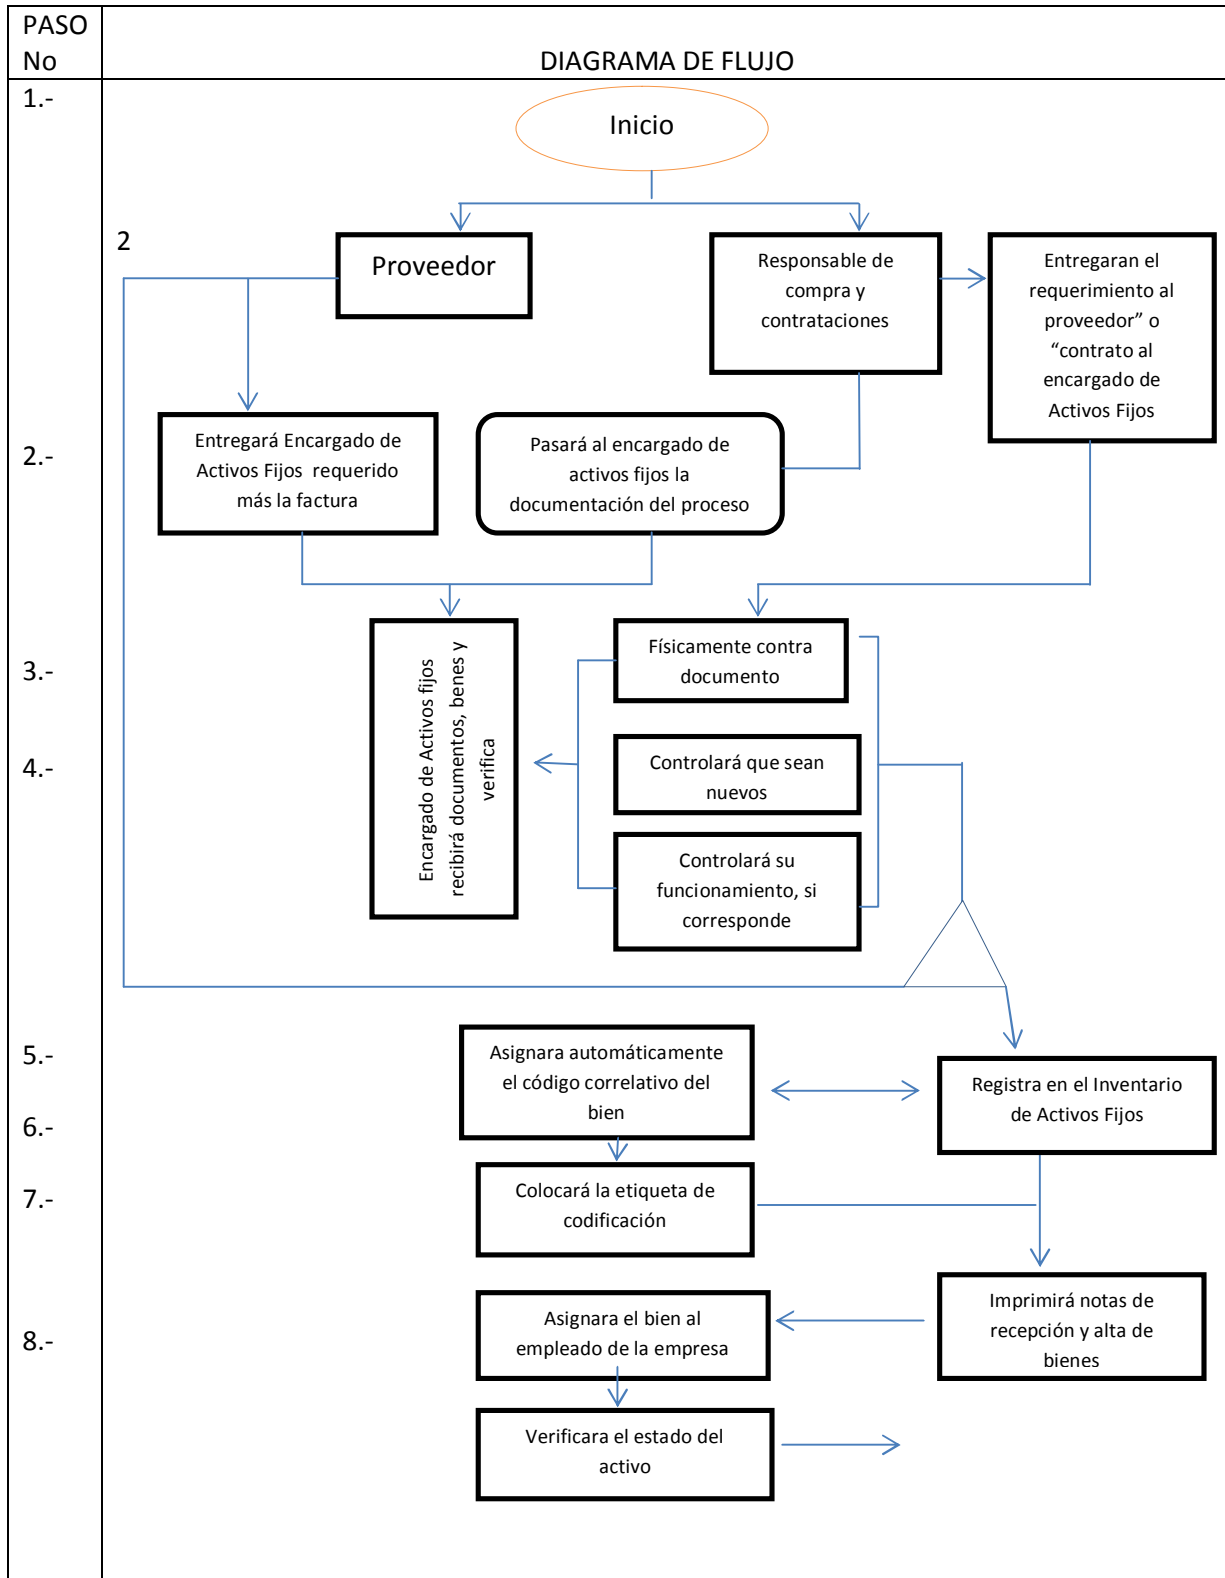 PASO
No
DIAGRAMA DE FLUJO
1.-
Inicio
2
Proveedor
Responsable de
compra y
contrataciones
Entregaran el
requerimiento al
proveedor” o
“contrato al
encargado de
Activos Fijos
2.-
Entregará Encargado de
Activos Fijos requerido
más la factura
Pasará al encargado de
activos fijos la
documentación del proceso
3.-
Encargado de Activos fijos
recibirá documentos, benes y
verifica
Físicamente contra
documento
4.-
Controlará que sean
nuevos
Controlará su
funcionamiento, si
corresponde
5.-
Asignara automáticamente
el código correlativo del
bien
Registra en el Inventario
de Activos Fijos
6.-
7.-
Colocará la etiqueta de
codificación
Asignara el bien al
empleado de la empresa
Imprimirá notas de
recepción y alta de
bienes
8.-
Verificara el estado del
activo